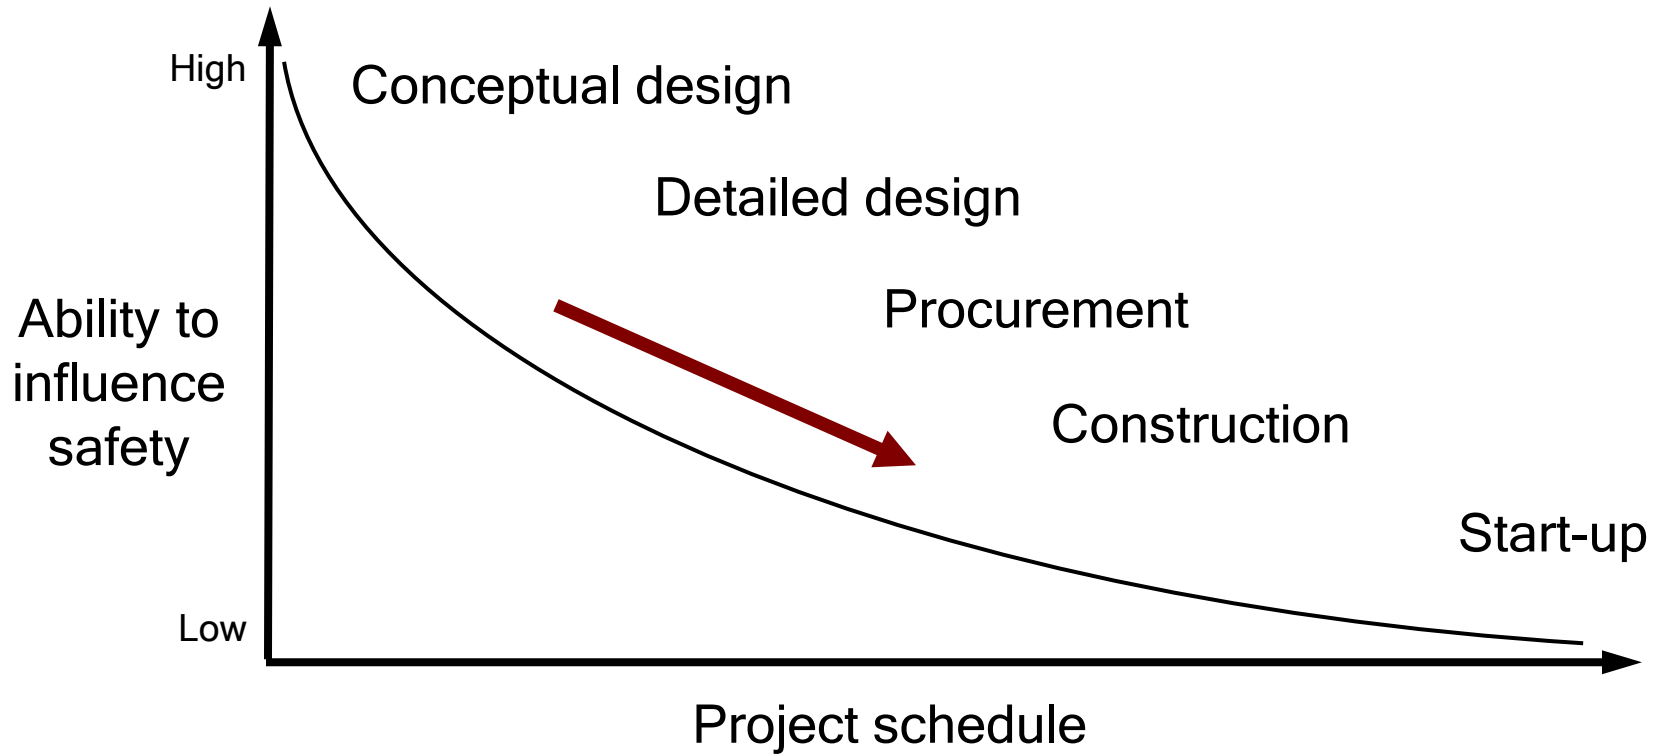 High
Conceptual design
Detailed design
Procurement
Ability to
influence
safety
Construction
Start-up
Low
Project schedule